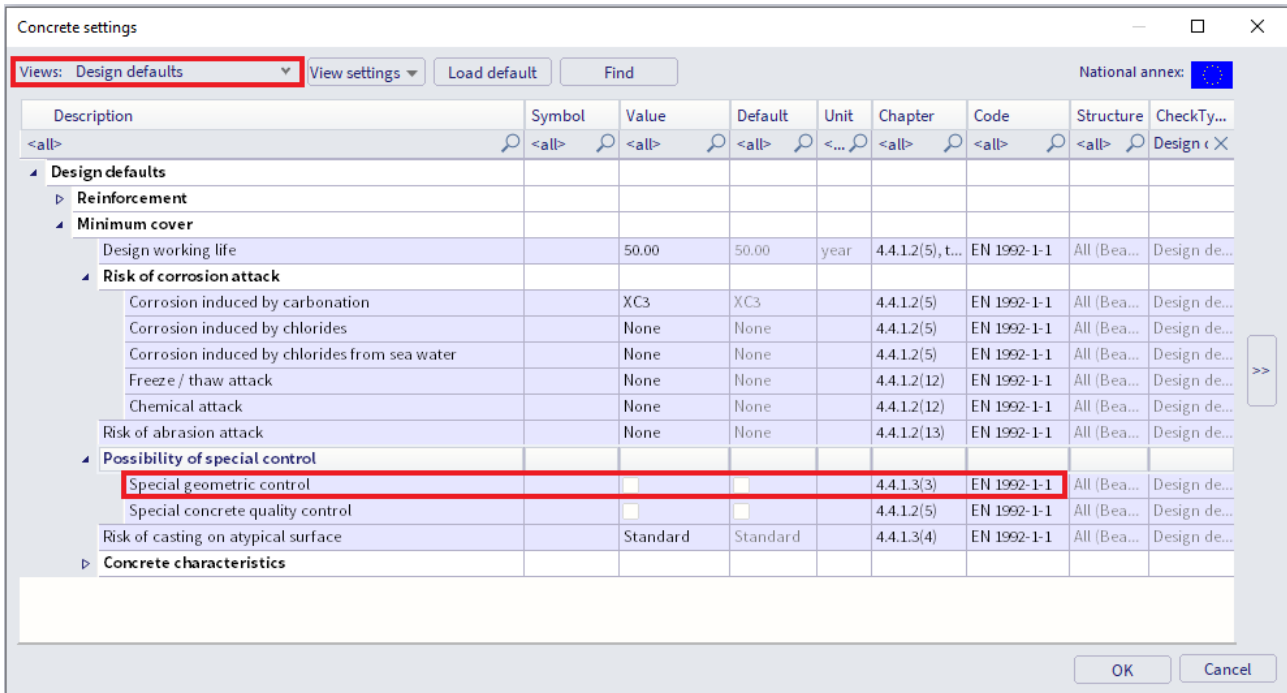 Concrete settings
Views: Design defaults View settings Load default Find National annex:
Description Symbol Value Default Unit Chapter Code Structure CheckTy...
<all> <all> <all> <all> <... <all> <all> <all> Design (
Design defaults
Reinforcement
Minimum cover
Design working life 50.00 50.00 year 4.4.1.2(5), t... EN 1992-1-1 All (Bea... Design de...
Risk of corrosion attack
Corrosion induced by carbonation XC3 XC3 4.4.1.2(5) EN 1992-1-1 All (Bea... Design de...
Corrosion induced by chlorides None None 4.4.1.2(5) EN 1992-1-1 All (Bea... Design de...
Corrosion induced by chlorides from sea water None None 4.4.1.2(5) EN 1992-1-1 All (Bea... Design de...
Freeze / thaw attack None None 4.4.1.2(12) EN 1992-1-1 All (Bea... Design de...
Chemical attack None None 4.4.1.2(12) EN 1992-1-1 All (Bea... Design de...
Risk of abrasion attack None None 4.4.1.2(13) EN 1992-1-1 All (Bea... Design de...
Possibility of special control
Special geometric control 4.4.1.3(3) EN 1992-1-1 All (Bea... Design de...
Special concrete quality control 4.4.1.2(5) EN 1992-1-1 All (Bea... Design de...
Risk of casting on atypical surface Standard Standard 4.4.1.3(4) EN 1992-1-1 All (Bea... Design de...
Concrete characteristics
>>
OK Cancel